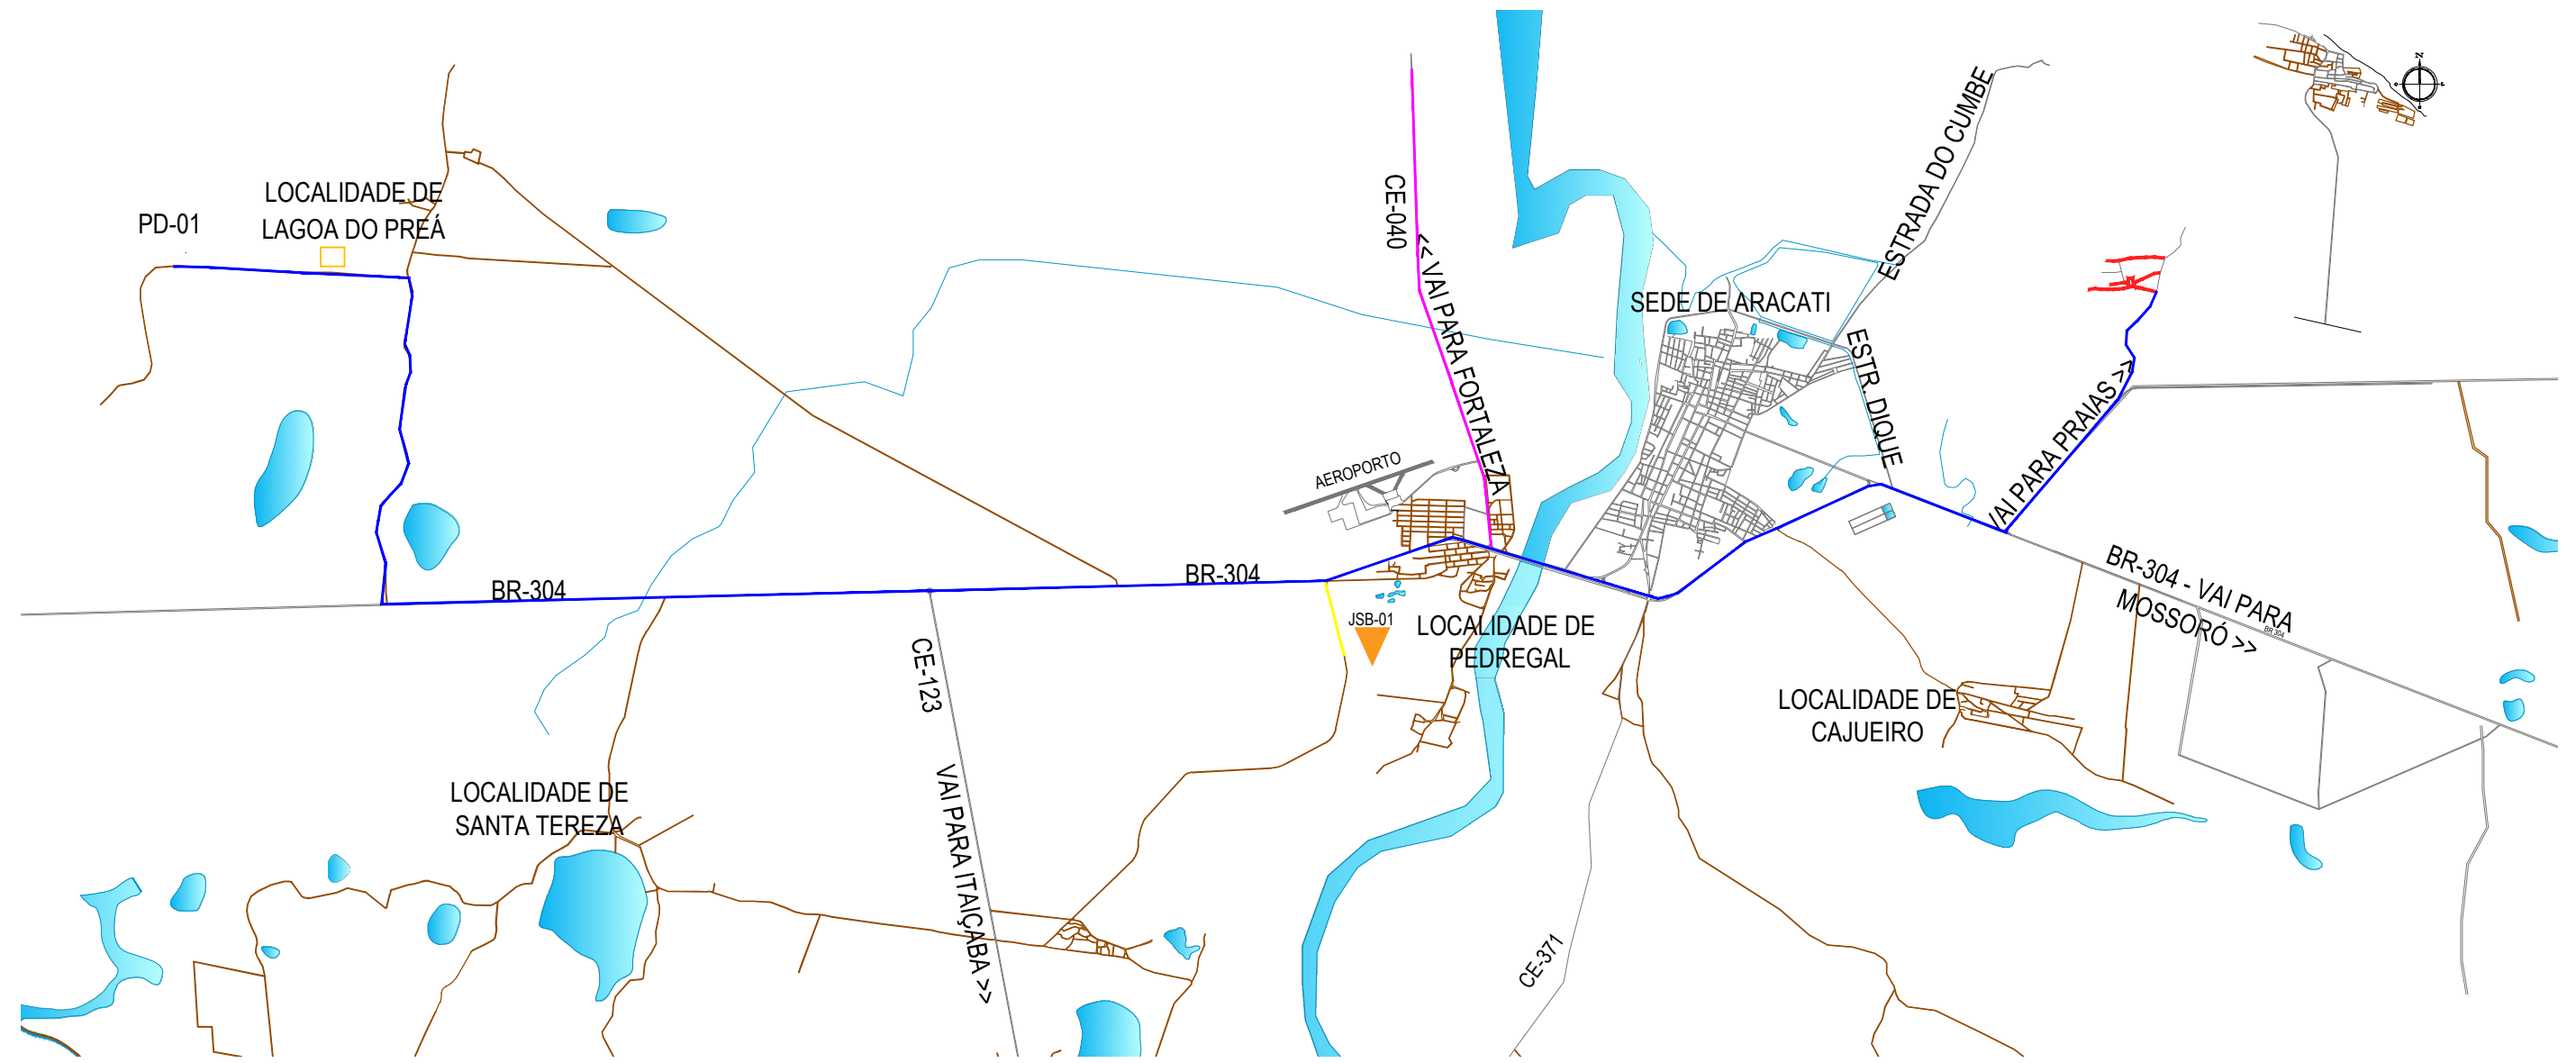 N
ESTRADA DO CUMBE
LOCALIDADE DE
LAGOA DO PREÁ
PD-01
CE-040
<< VAI PARA FORTALEZA
SEDE DE ARACATI
ESTR. DIQUE
VAI PARA PRAIAS >>
AEROPORTO
BR-304
BR-304
BR-304 - VAI PARA
MOSSORÓ >>
BR 304
JSB-01
LOCALIDADE DE
PEDREGAL
CE-123
VAI PARA ITAIÇABA >>
LOCALIDADE DE
CAJUEIRO
LOCALIDADE DE
SANTA TEREZA
CE-371